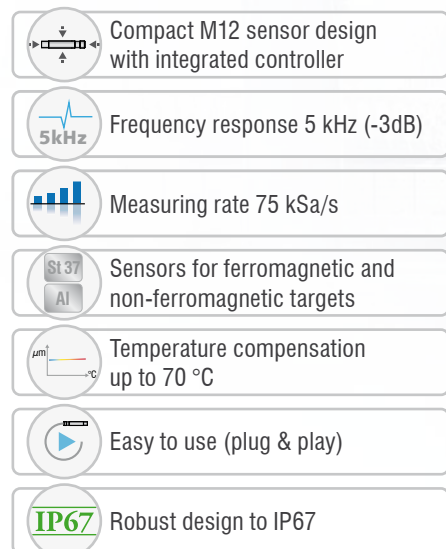 Compact M12 sensor design
with integrated controller
5kHz
Frequency response 5 kHz (-3dB)
Measuring rate 75 kSa/s
St 37
Al
Sensors for ferromagnetic and
non-ferromagnetic targets
µm
°C
Temperature compensation
up to 70 °C
Easy to use (plug & play)
IP67
Robust design to IP67